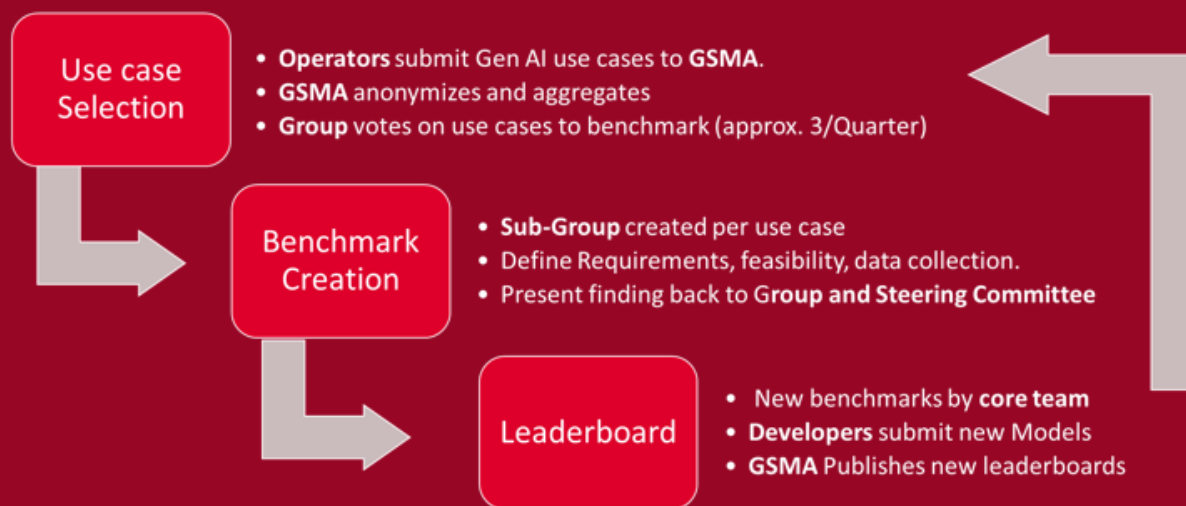 Use case
Selection
• Operators submit Gen AI use cases to GSMA.
• GSMA anonymizes and aggregates
• Group votes on use cases to benchmark (approx. 3/Quarter)
Benchmark
Creation
• Sub-Group created per use case
• Define Requirements, feasibility, data collection.
• Present finding back to Group and Steering Committee
Leaderboard
• New benchmarks by core team
• Developers submit new Models
• GSMA Publishes new leaderboards